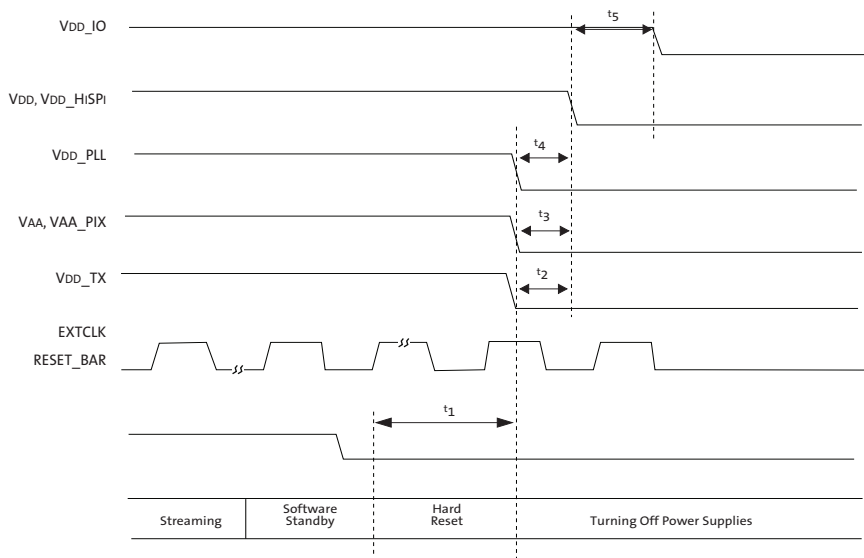 VDD_IO
t5
VDD, VDD_HiSPi
VDD_PLL
t4
VAA, VAA_PIX
t3
VDD_TX
t2
EXTCLK
RESET_BAR
t1
Streaming
Software
Standby
Hard
Reset
Turning Off Power Supplies